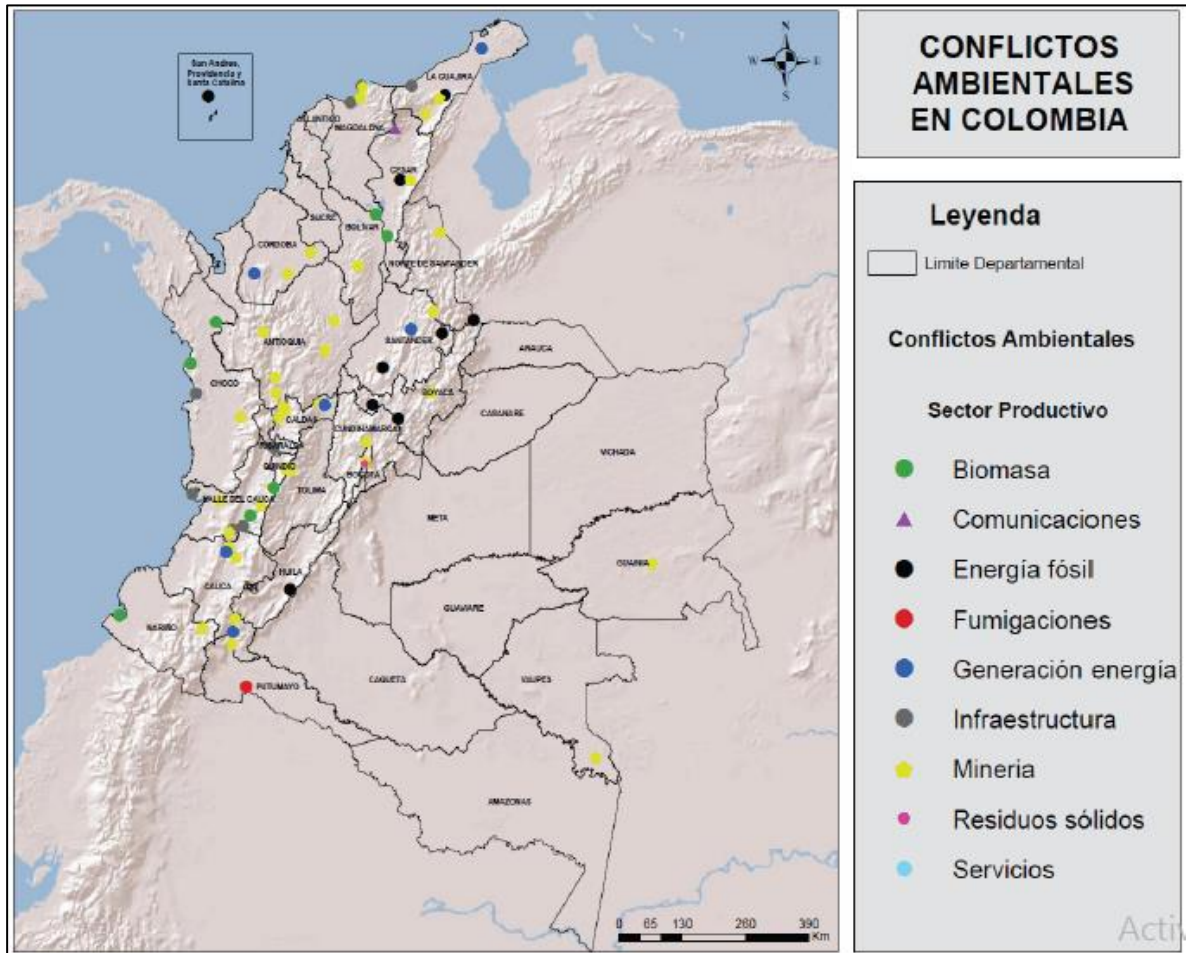 San Andres,
Providencia y
Santa Catalina
N
W
E
S
LA GUAJIRA
ATLANTICO
MAGDALENA
CESAR
SUCRE
BOLÍVAR
CORDOBA
NORTE DE SANTANDER
ANTIOQUIA
SANTANDER
ARAUCA
CHOCO
BOYACA
CASANARE
CALDAS
CUNDINAMARCA
RISARALDA
VICHADA
QUINDIO
BOGOTA
TOLIMA
VALLE DEL CAUCA
META
GUAINIA
HUILA
CAUCA
GUAVIARE
NARIÑO
CAQUETA
VAUPES
PUTUMAYO
AMAZONAS
0 65 130 260 390
Km
CONFLICTOS
AMBIENTALES
EN COLOMBIA
Leyenda
Limite Departamental
Conflictos Ambientales
Sector Productivo
Biomasa
Comunicaciones
Energía fósil
Fumigaciones
Generación energía
Infraestructura
Mineria
Residuos sólidos
Servicios
Activ